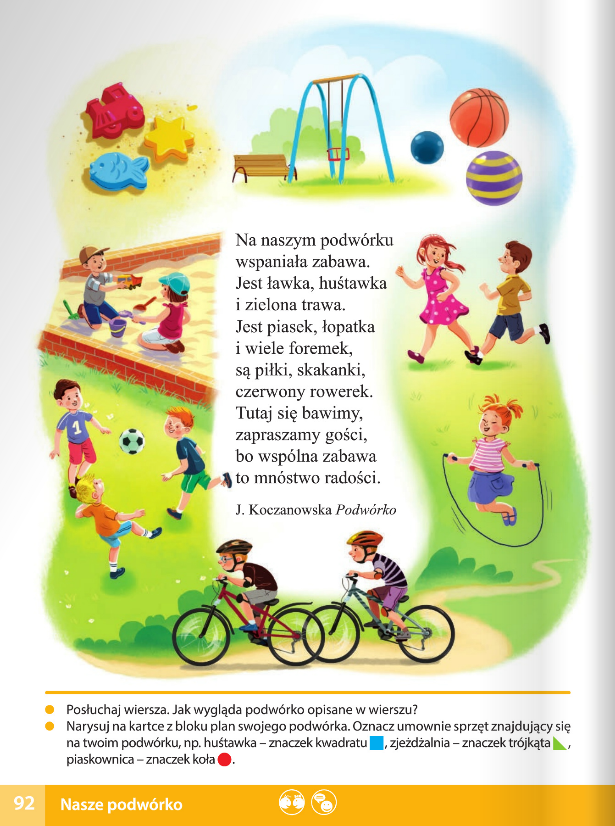 Na naszym podwórku
wspaniała zabawa.
Jest ławka, huśtawka
i zielona trawa.
Jest piasek, łopatka
i wiele foremek,
są piłki, skakanki,
czerwony rowerek.
Tutaj się bawimy,
zapraszamy gości,
bo wspólna zabawa
to mnóstwo radości.
J. Koczanowska Podwórko
1
Posłuchaj wiersza. Jak wygląda podwórko opisane w wierszu?
Narysuj na kartce z bloku plan swojego podwórka. Oznacz umownie sprzęt znajdujący się
na twoim podwórku, np. huśtawka – znaczek kwadratu , zjeżdżalnia – znaczek trójkąta ,
piaskownica – znaczek koła .
92 Nasze podwórko